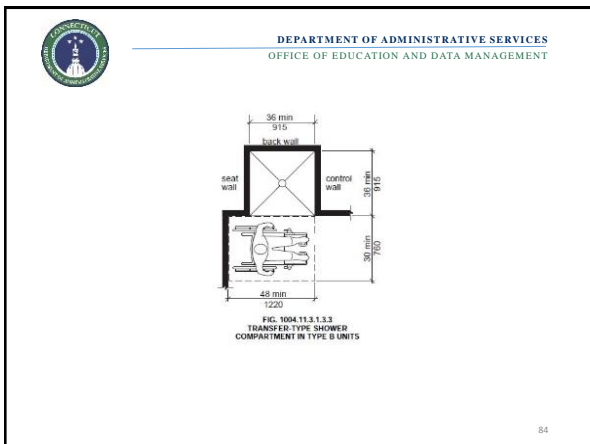 CONNECTICUT
DEPARTMENT OF ADMINISTRATIVE SERVICES
OFFICE OF EDUCATION AND DATA MANAGEMENT
36 min
915
back wall
seat
wall
control
wall
36 min
915
30 min
760
48 min
1220
FIG. 1004.11.3.1.3.3
TRANSFER-TYPE SHOWER
COMPARTMENT IN TYPE B UNITS
84